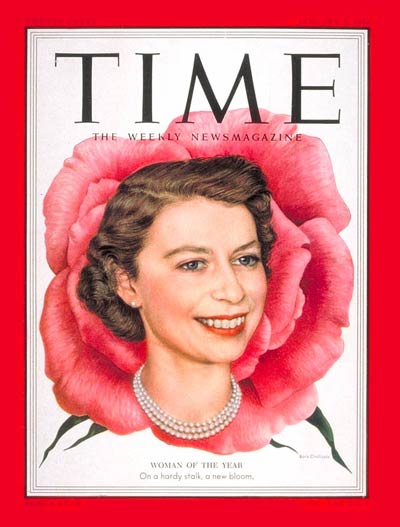 TIME
THE WEEKLY NEWSMAGAZINE
WOMAN OF THE YEAR
On a hardy stalk, a new bloom.